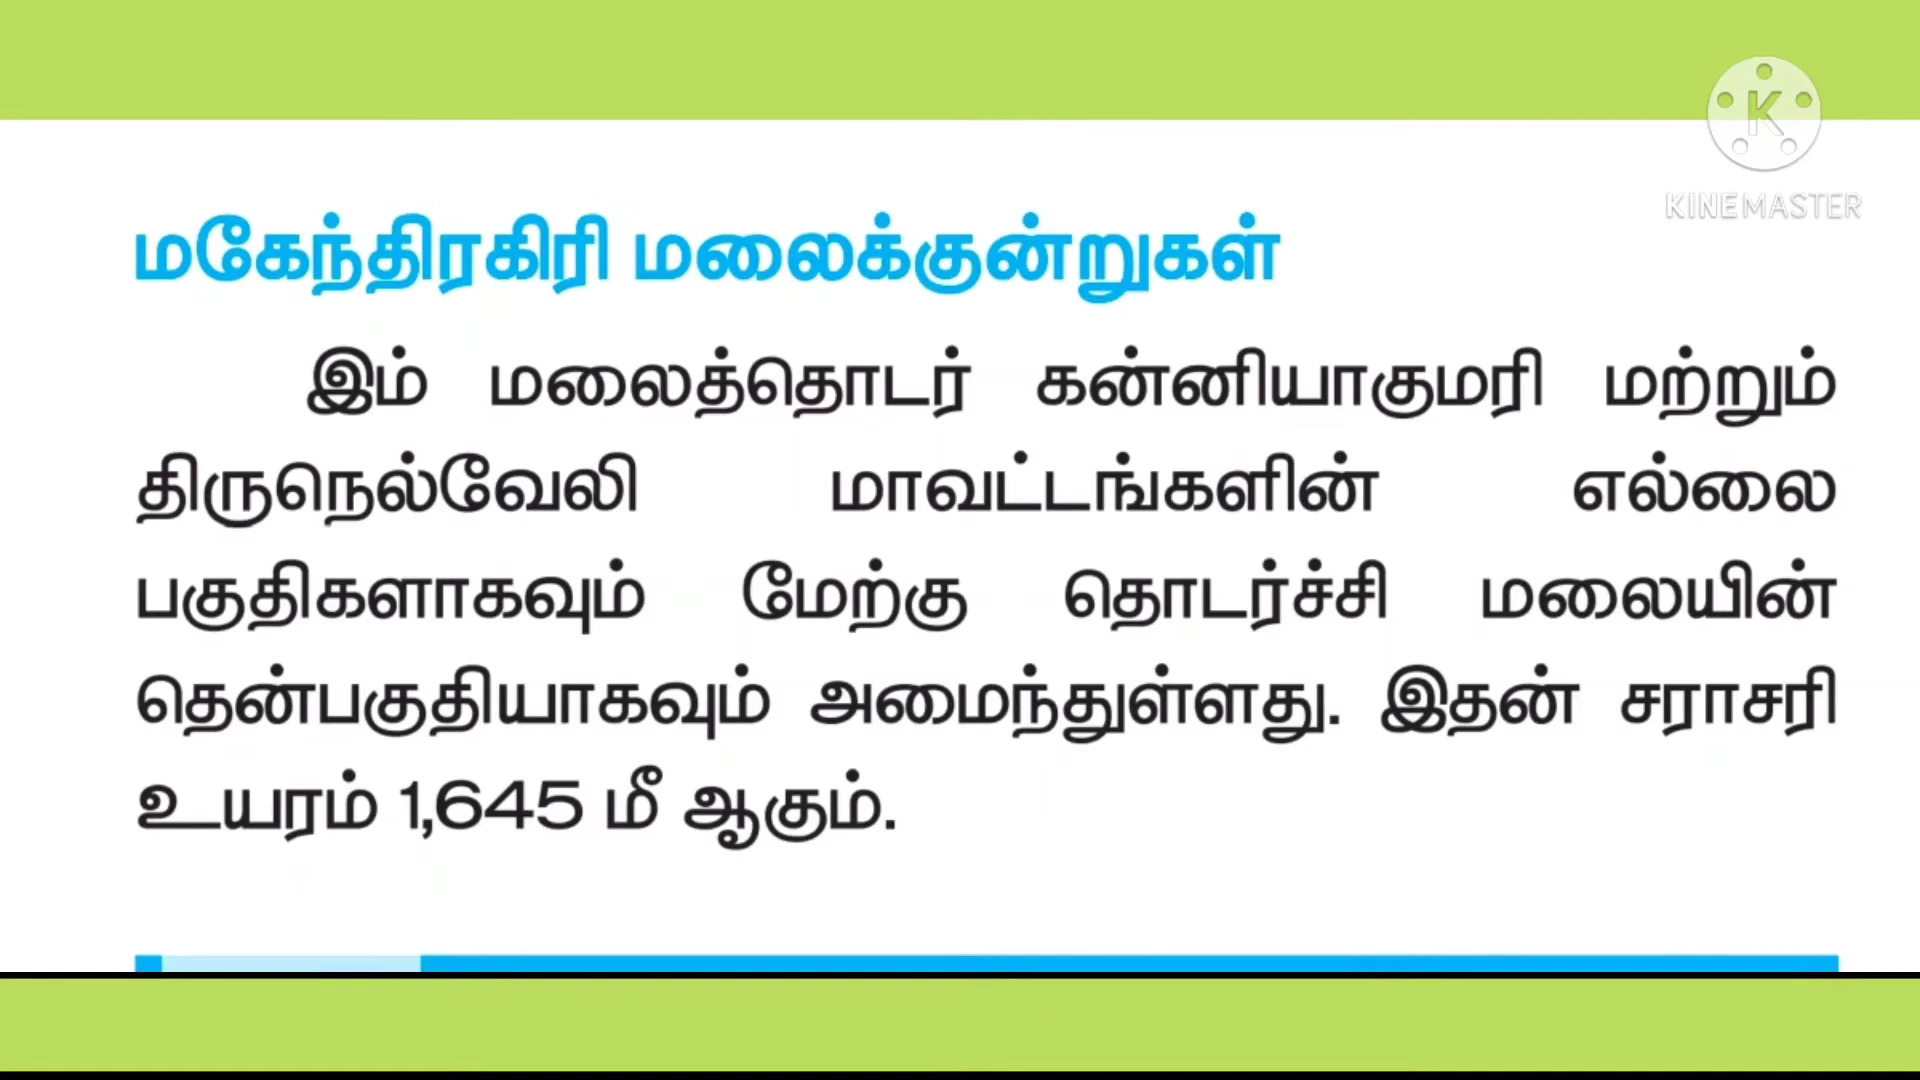 KINEMASTER
மகேந்திரகிரி மலைக்குன்றுகள்
இம் மலைத்தொடர் கன்னியாகுமரி மற்றும்
திருநெல்வேலி மாவட்டங்களின் எல்லை
பகுதிகளாகவும் மேற்கு தொடர்ச்சி மலையின்
தென்பகுதியாகவும் அமைந்துள்ளது. இதன் சராசரி
உயரம் 1,645 மீ ஆகும்.